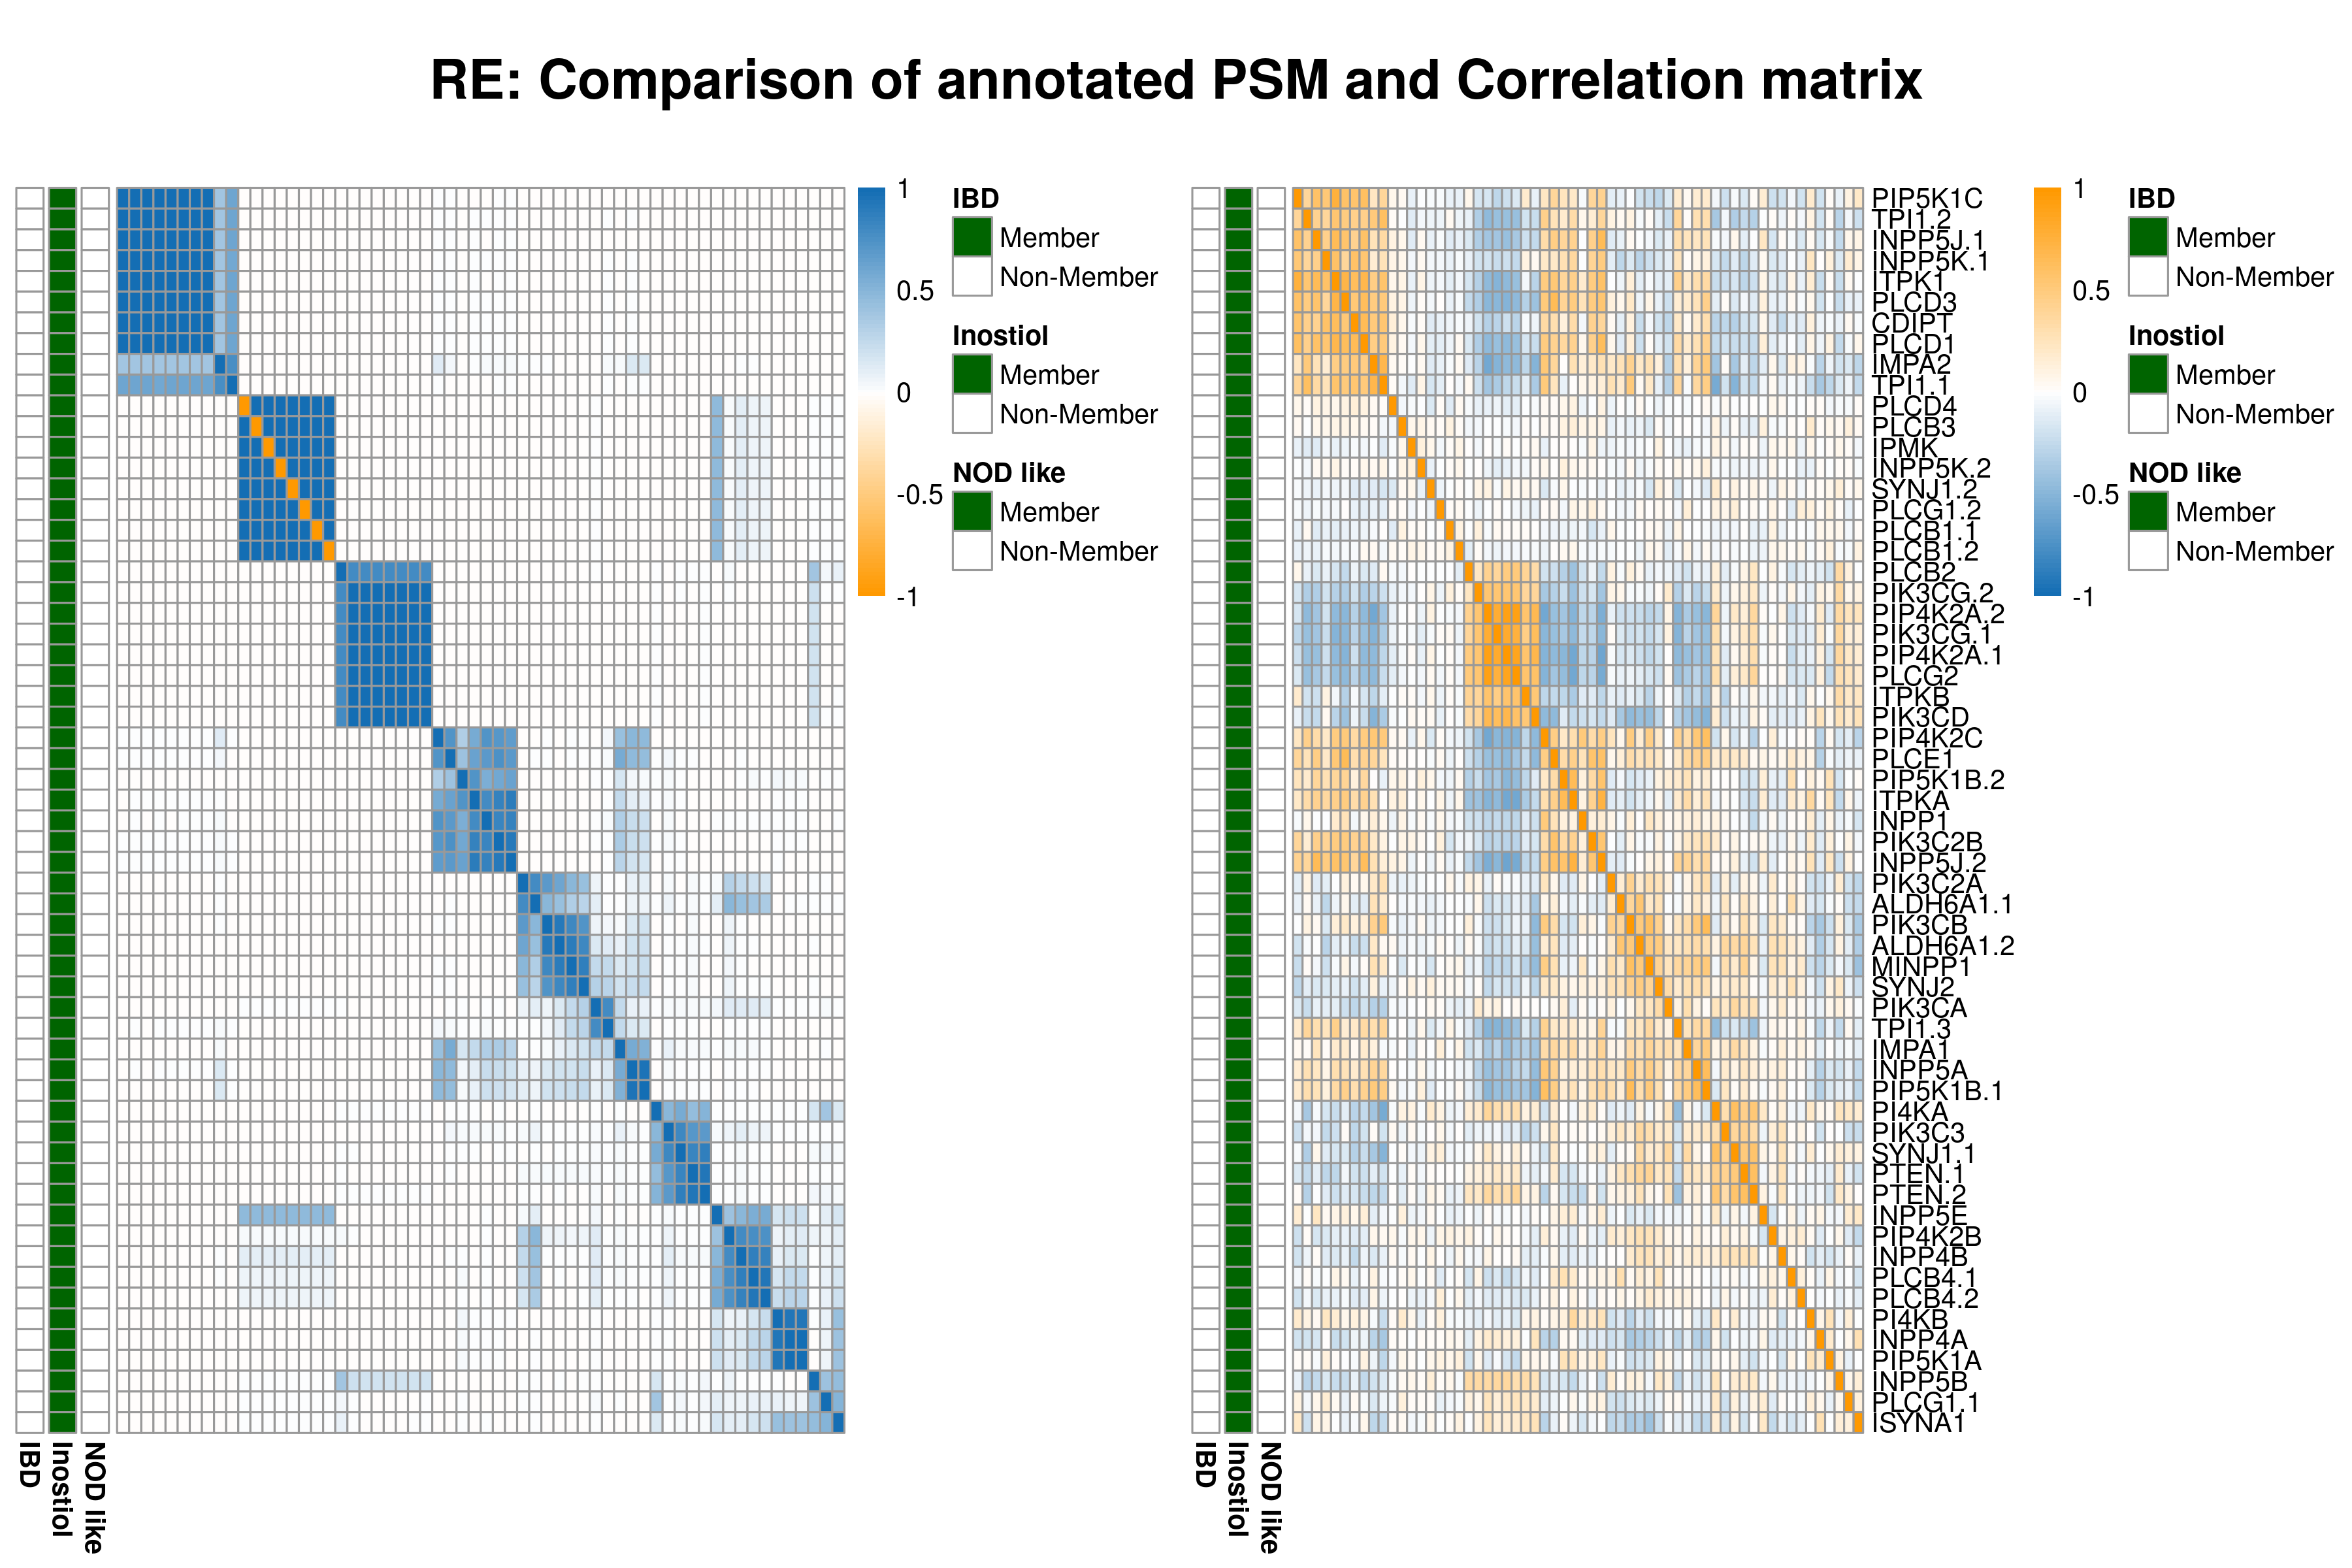 RE: Comparison of annotated PSM and Correlation matrix
1
0.5
0
-0.5
-1
IBD
Member
Non-Member
Inostiol
Member
Non-Member
NOD like
Member
Non-Member
IBD
Inostiol
NOD like
PIP5K1C
TPI1.2
INPP5J.1
INPP5K.1
ITPK1
PLCD3
CDIPT
PLCD1
IMPA2
TPI1.1
PLCD4
PLCB3
IPMK
INPP5K.2
SYNJ1.2
PLCG1.2
PLCB1.1
PLCB1.2
PLCB2
PIK3CG.2
PIP4K2A.2
PIK3CG.1
PIP4K2A.1
PLCG2
ITPKB
PIK3CD
PIP4K2C
PLCE1
PIP5K1B.2
ITPKA
INPP1
PIK3C2B
INPP5J.2
PIK3C2A
ALDH6A1.1
PIK3CB
ALDH6A1.2
MINPP1
SYNJ2
PIK3CA
TPI1.3
IMPA1
INPP5A
PIP5K1B.1
PI4KA
PIK3C3
SYNJ1.1
PTEN.1
PTEN.2
INPP5E
PIP4K2B
INPP4B
PLCB4.1
PLCB4.2
PI4KB
INPP4A
PIP5K1A
INPP5B
PLCG1.1
ISYNA1
1
0.5
0
-0.5
-1
IBD
Member
Non-Member
Inostiol
Member
Non-Member
NOD like
Member
Non-Member
IBD
Inostiol
NOD like